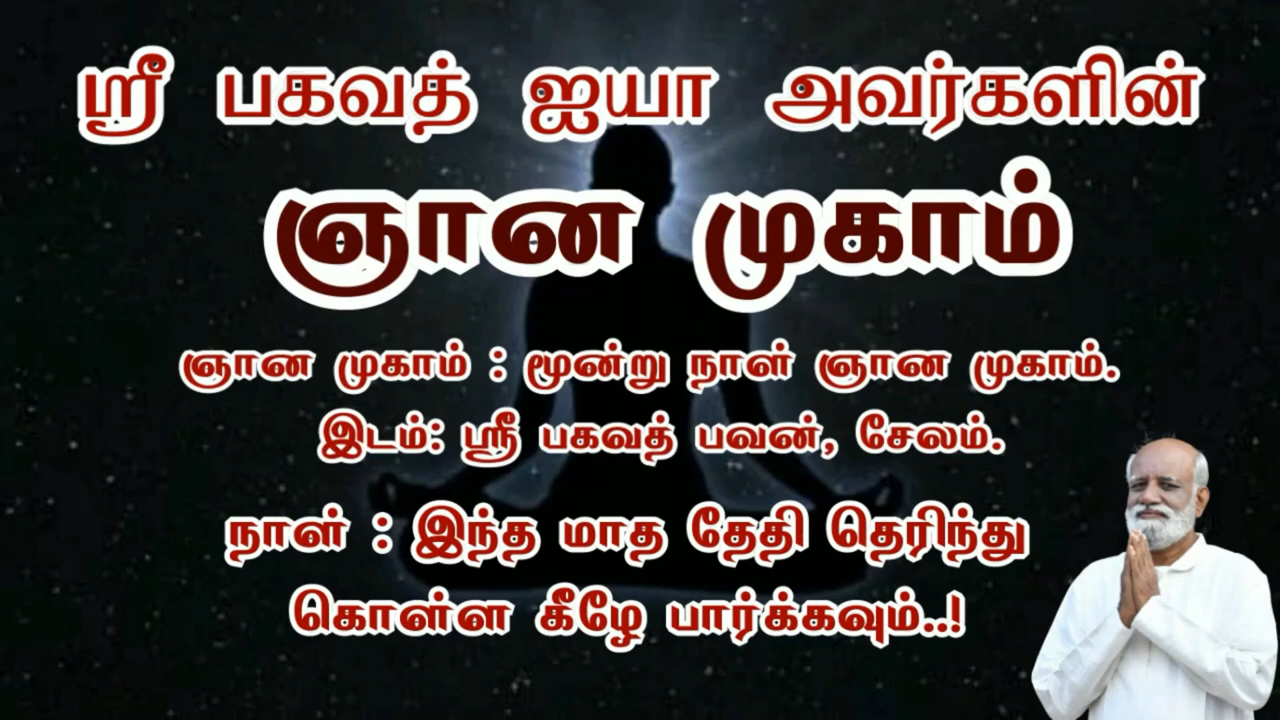 ஸ்ரீ பகவத் ஐயா அவர்களின்
ஞான முகாம்
ஞான முகாம் : மூன்று நாள் ஞான முகாம்.
இடம்: ஸ்ரீ பகவத் பவன், சேலம்.
நாள் : இந்த மாத தேதி தெரிந்து
கொள்ள கீழே பார்க்கவும்..!